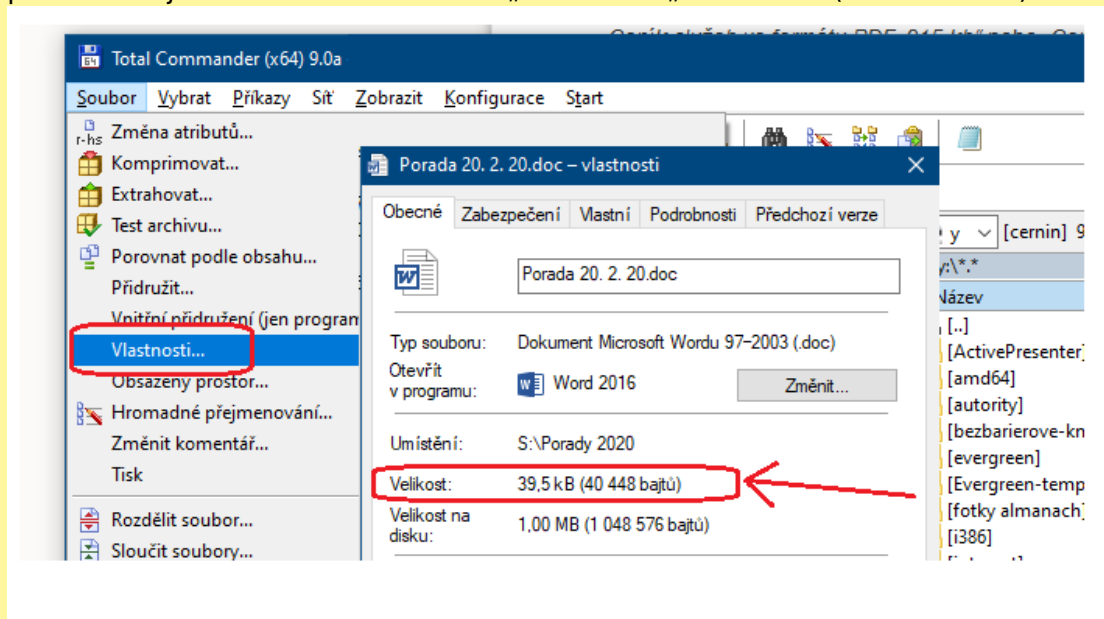 Total Commander (x64) 9.0a
Soubor Vybrat Příkazy Síť Zobrazit Konfigurace Start
Změna atributů...
Komprimovat...
Extrahovat...
Test archivu...
Porovnat podle obsahu...
Přidružit...
Vnitřní přidružení (jen program
Vlastnosti...
Obsazený prostor...
Hromadné přejmenování...
Změnit komentář...
Tisk
Rozdělit soubor...
Sloučit soubory...
Porada 20. 2. 20.doc – vlastnosti
Obecné Zabezpečení Vlastní Podrobnosti Předchozí verze
Porada 20. 2. 20.doc
Typ souboru: Dokument Microsoft Wordu 97–2003 (.doc)
Otevřít
v programu: Word 2016 Změnit...
Umístění: S:\Porady 2020
Velikost: 39,5 kB (40 448 bajtů)
Velikost na
disku: 1,00 MB (1 048 576 bajtů)
y [cernin] 9
y:\*.*
Název
[..]
[ActivePresenter]
[amd64]
[autority]
[bezbarierove-kn
[evergreen]
[Evergreen-temp
[fotky almanach]
[i386]